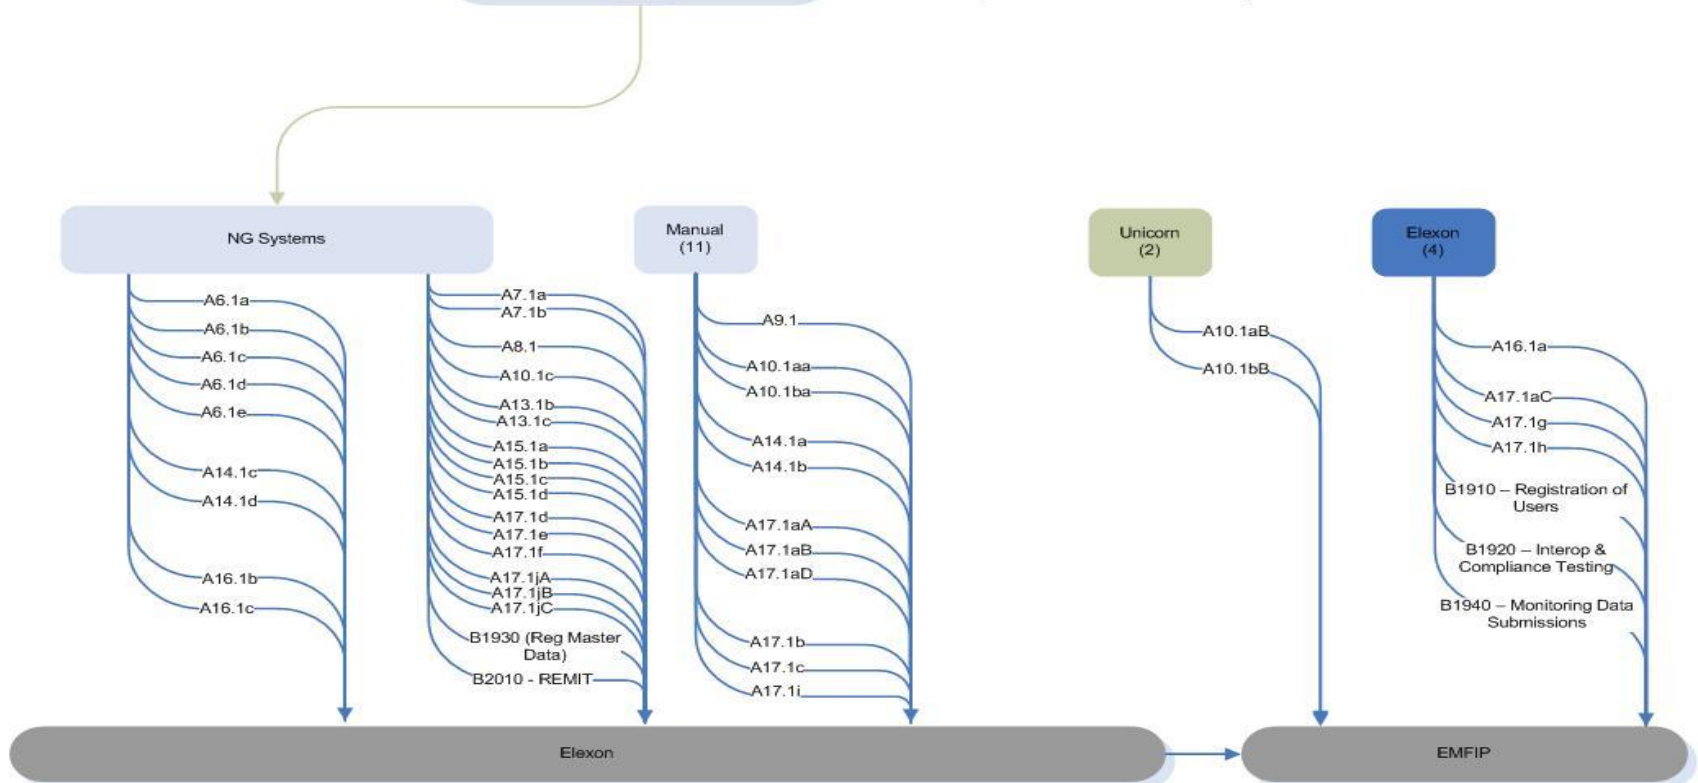 NG Systems
Manual
(11)
Unicorn
(2)
Elexon
(4)
A6.1a
A6.1b
A6.1c
A6.1d
A6.1e
A14.1c
A14.1d
A16.1b
A16.1c
A7.1a
A7.1b
A8.1
A10.1c
A13.1b
A13.1c
A15.1a
A15.1b
A15.1c
A15.1d
A17.1d
A17.1e
A17.1f
A17.1jA
A17.1jB
A17.1jC
B1930 (Reg Master
Data)
B2010 - REMIT
A9.1
A10.1aa
A10.1ba
A14.1a
A14.1b
A17.1aA
A17.1aB
A17.1aD
A17.1b
A17.1c
A17.1i
A10.1aB
A10.1bB
A16.1a
A17.1aC
A17.1g
A17.1h
B1910 – Registration of
Users
B1920 – Interop &
Compliance Testing
B1940 – Monitoring Data
Submissions
Elexon
EMFIP